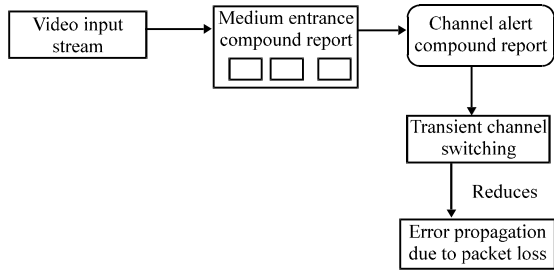 Video input
stream
Medium entrance
compound report
Channel alert
compound report
Transient channel
switching
Reduces
Error propagation
due to packet loss